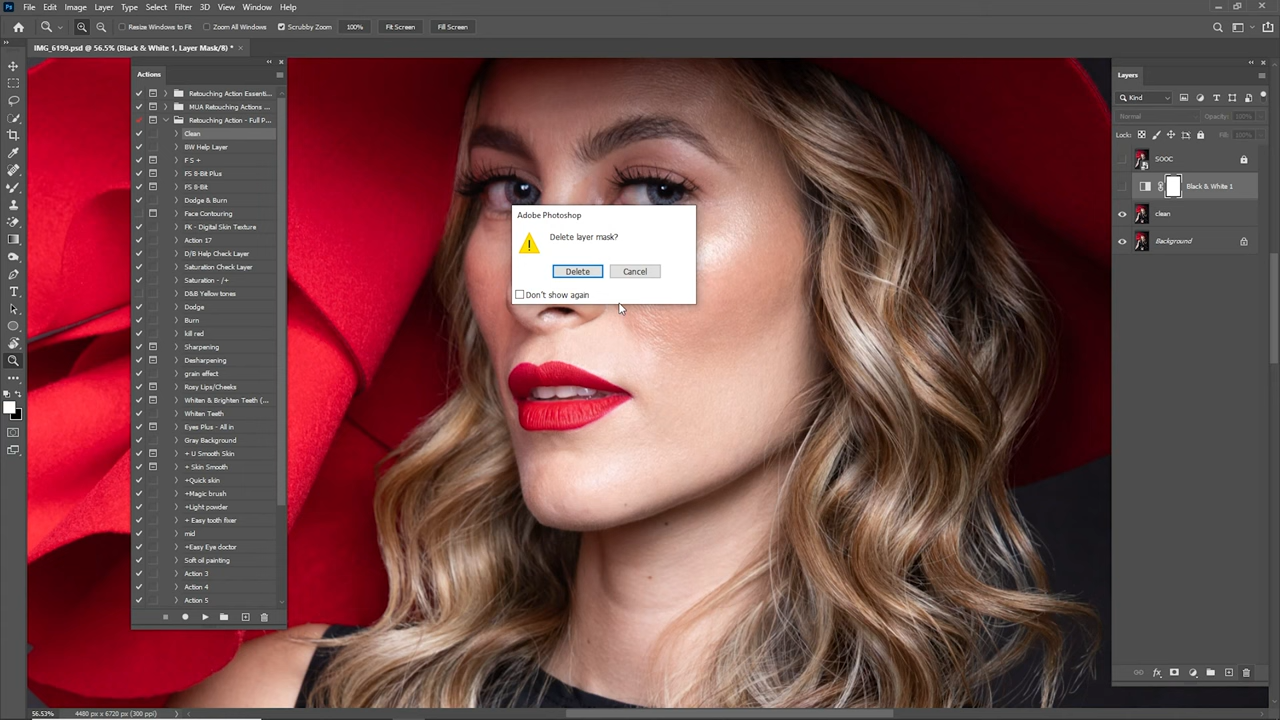 Ps File Edit Image Layer Type Select Filter 3D View Window Help
Resize Windows to Fit Zoom All Windows Scrubby Zoom 100% Fit Screen Fill Screen
IMG_6199.psd @ 56.5% (Black & White 1, Layer Mask/8) *
Actions
Retouching Action Essenti...
MUA Retouching Actions ...
Retouching Action - Full P...
Clean
BW Help Layer
F S +
FS 8-Bit Plus
FS 8-Bit
Dodge & Burn
Face Contouring
FK - Digital Skin Texture
Action 17
D/B Help Check Layer
Saturation Check Layer
Saturation - /+
D&B Yellow tones
Dodge
Burn
kill red
Sharpening
Desharpening
grain effect
Rosy Lips/Cheeks
Whiten & Brighten Teeth (...
Whiten Teeth
Eyes Plus - All in
Gray Background
+ U Smooth Skin
+ Skin Smooth
+Quick skin
+Magic brush
+Light powder
+ Easy tooth fixer
mid
+Easy Eye doctor
Soft oil painting
Action 3
Action 4
Action 5
Adobe Photoshop
Delete layer mask?
Delete Cancel
Don't show again
Layers
Kind
Normal Opacity: 100%
Lock: Fill: 100%
SOOC
Black & White 1
clean
Background
56.53% 4480 px x 6720 px (300 ppi)